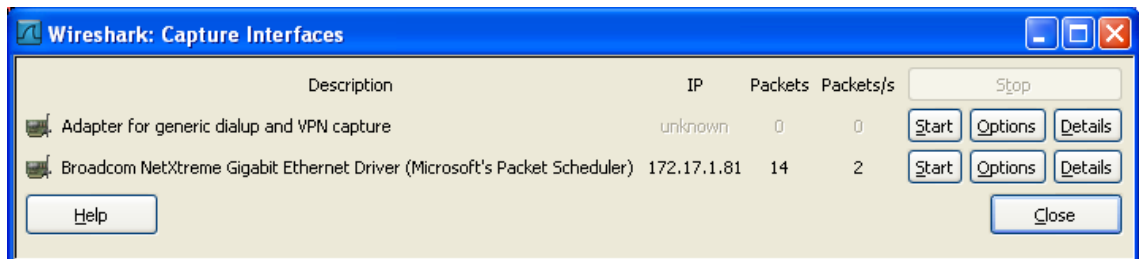 Wireshark: Capture Interfaces
Description IP Packets Packets/s Stop
Adapter for generic dialup and VPN capture unknown 0 0 Start Options Details
Broadcom NetXtreme Gigabit Ethernet Driver (Microsoft's Packet Scheduler) 172.17.1.81 14 2 Start Options Details
Help Close